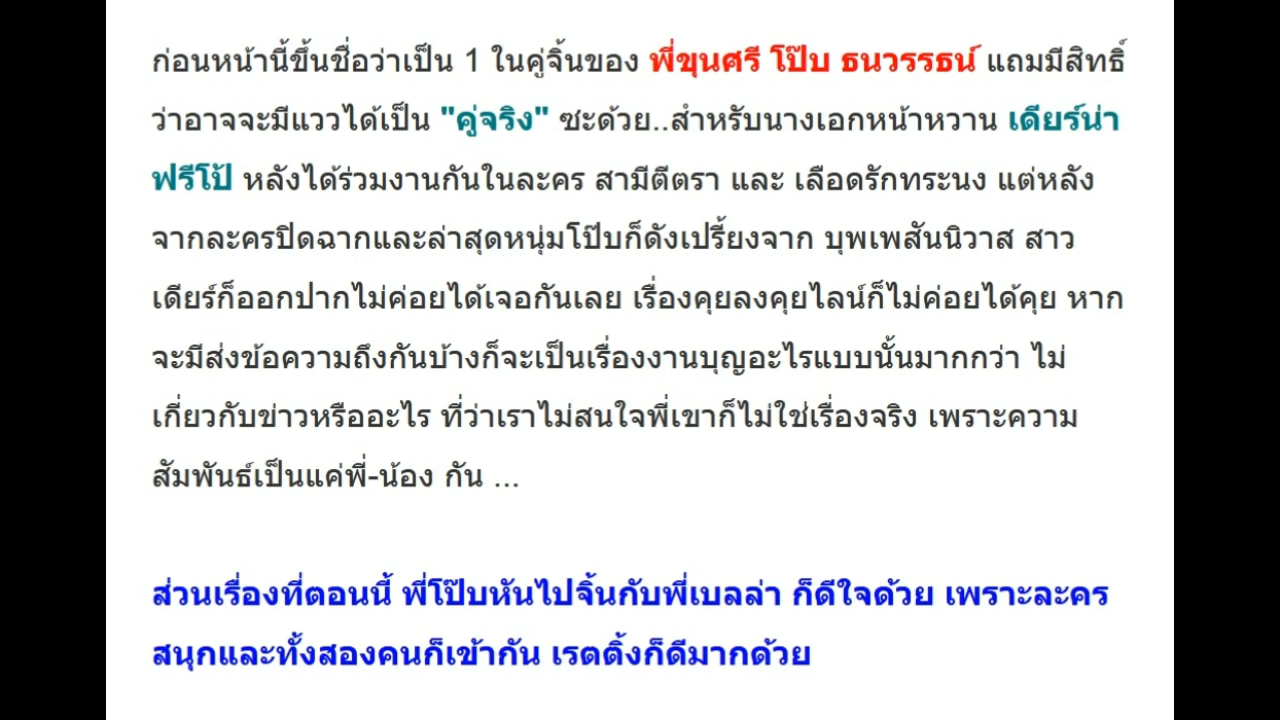 ก่อนหน้านี้ขึ้นชื่อว่าเป็น 1 ในคู่จิ้นของ พี่ขุนศรี โป๊บ ธนวรรธน์ แถมมีสิทธิ์
ว่าอาจจะมีแววได้เป็น "คู่จริง" ซะด้วย..สำหรับนางเอกหน้าหวาน เดียร์น่า
ฟรีโป้ หลังได้ร่วมงานกันในละคร สามีตีตรา และ เลือดรักทระนง แต่หลัง
จากละครปิดฉากและล่าสุดหนุ่มโป๊บก็ดังเปรี้ยงจาก บุพเพสันนิวาส สาว
เดียร์ก็ออกปากไม่ค่อยได้เจอกันเลย เรื่องคุยลงคุยไลน์ก็ไม่ค่อยได้คุย หาก
จะมีส่งข้อความถึงกันบ้างก็จะเป็นเรื่องงานบุญอะไรแบบนั้นมากกว่า ไม่
เกี่ยวกับข่าวหรืออะไร ที่ว่าเราไม่สนใจพี่เขาก็ไม่ใช่เรื่องจริง เพราะความ
สัมพันธ์เป็นแค่พี่-น้อง กัน ...
ส่วนเรื่องที่ตอนนี้ พี่โป๊บหันไปจิ้นกับพี่เบลล่า ก็ดีใจด้วย เพราะละคร
สนุกและทั้งสองคนก็เข้ากัน เรตติ้งก็ดีมากด้วย